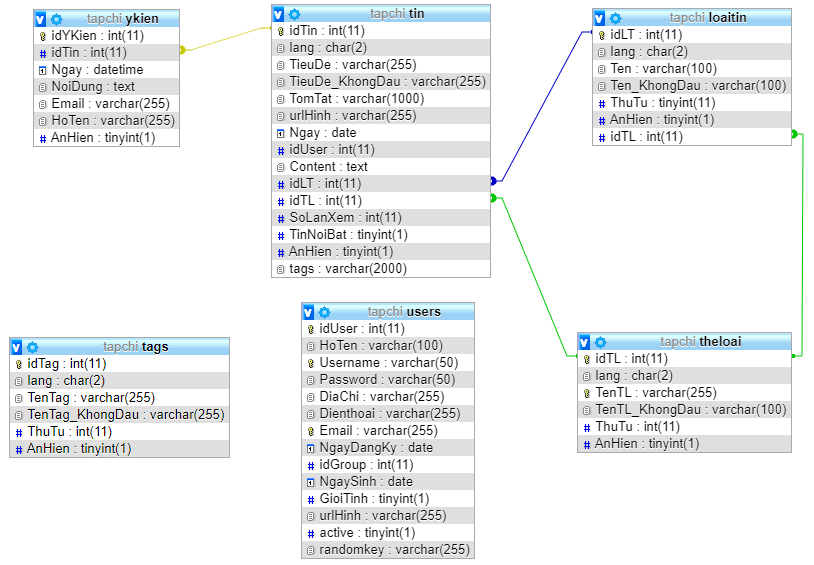 tapchi ykien
idYKien : int(11)
idTin : int(11)
Ngay : datetime
NoiDung : text
Email : varchar(255)
HoTen : varchar(255)
AnHien : tinyint(1)
tapchi tin
idTin : int(11)
lang : char(2)
TieuDe : varchar(255)
TieuDe_KhongDau : varchar(255)
TomTat : varchar(1000)
urlHinh : varchar(255)
Ngay : date
idUser : int(11)
Content : text
idLT : int(11)
idTL : int(11)
SoLanXem : int(11)
TinNoiBat : tinyint(1)
AnHien : tinyint(1)
tags : varchar(2000)
tapchi loaitin
idLT : int(11)
lang : char(2)
Ten : varchar(100)
Ten_KhongDau : varchar(100)
ThuTu : tinyint(11)
AnHien : tinyint(1)
idTL : int(11)
tapchi tags
idTag : int(11)
lang : char(2)
TenTag : varchar(255)
TenTag_KhongDau : varchar(255)
ThuTu : int(11)
AnHien : tinyint(1)
tapchi users
idUser : int(11)
HoTen : varchar(100)
Username : varchar(50)
Password : varchar(50)
DiaChi : varchar(255)
Dienthoai : varchar(255)
Email : varchar(255)
NgayDangKy : date
idGroup : int(11)
NgaySinh : date
GioiTinh : tinyint(1)
urlHinh : varchar(255)
active : tinyint(1)
randomkey : varchar(255)
tapchi theloai
idTL : int(11)
lang : char(2)
TenTL : varchar(255)
TenTL_KhongDau : varchar(100)
ThuTu : int(11)
AnHien : tinyint(1)